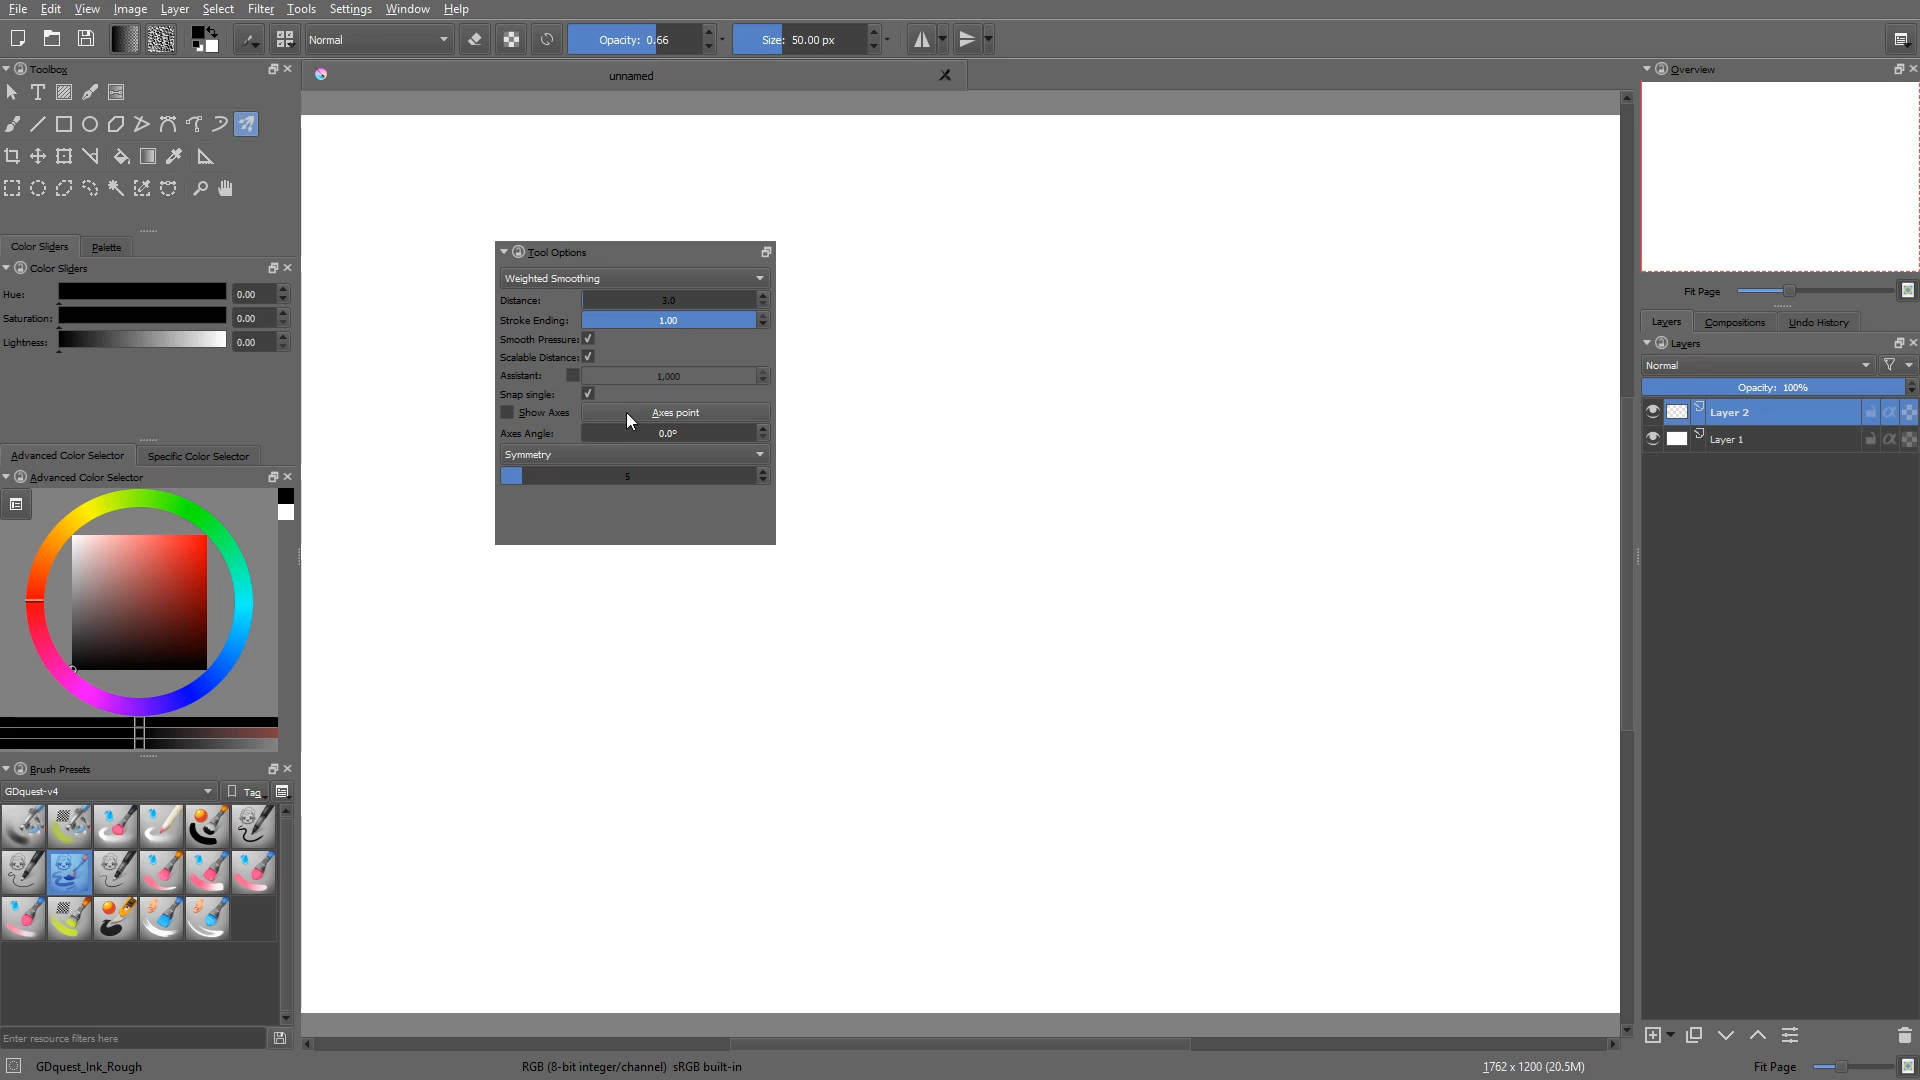 File Edit View Image Layer Select Filter Tools Settings Window Help
Normal Opacity: 0.66 Size: 50.00 px
Toolbox
unnamed
Overview
Color Sliders Palette
Color Sliders
Hue: 0.00
Saturation: 0.00
Lightness: 0.00
Tool Options
Weighted Smoothing
Distance: 3.0
Stroke Ending: 1.00
Smooth Pressure:
Scalable Distance:
Assistant: 1,000
Snap single:
Show Axes Axes point
Axes Angle: 0.0º
Symmetry
5
Fit Page
Layers Compositions Undo History
Layers
Normal
Opacity: 100%
Layer 2
Layer 1
Advanced Color Selector Specific Color Selector
Advanced Color Selector
Brush Presets
GDquest-v4 Tag
Enter resource filters here
GDquest_Ink_Rough RGB (8-bit integer/channel) sRGB built-in 1762 x 1200 (20.5M) Fit Page